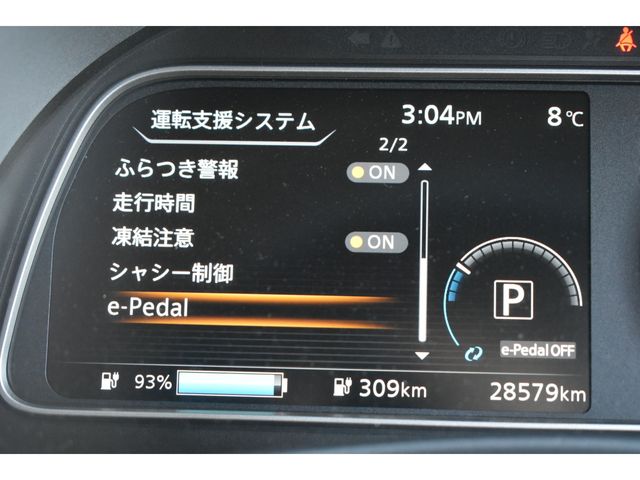 運転支援システム 3:04PM 8℃
2/2
ふらつき警報 ON
走行時間
凍結注意 ON
シャシー制御
e-Pedal
P
e-Pedal OFF
93% 309km 28579km